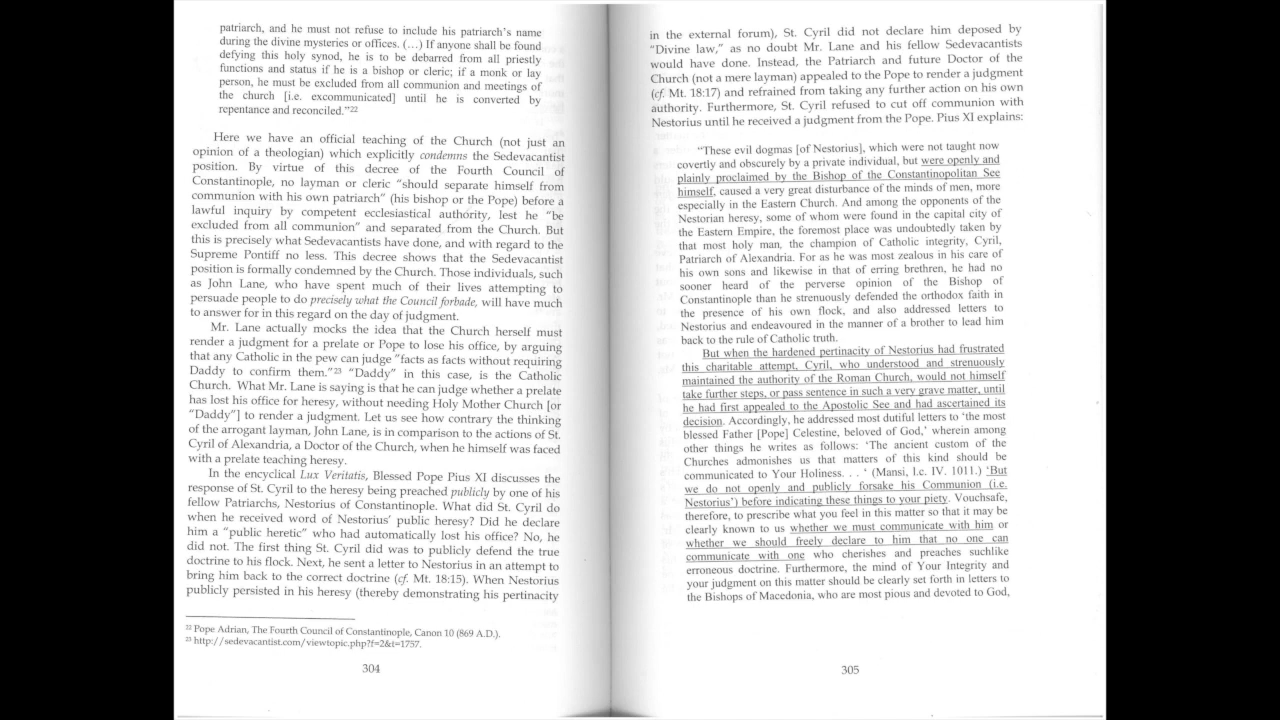 patriarch, and he must not refuse to include his patriarch's name
during the divine mysteries or offices. (…) If anyone shall be found
defying this holy synod, he is to be debarred from all priestly
functions and status if he is a bishop or cleric; if a monk or lay
person, he must be excluded from all communion and meetings of
the church [i.e. excommunicated] until he is converted by
repentance and reconciled."22
Here we have an official teaching of the Church (not just an
opinion of a theologian) which explicitly condemns the Sedevacantist
position. By virtue of this decree of the Fourth Council of
Constantinople, no layman or cleric "should separate himself from
communion with his own patriarch" (his bishop or the Pope) before a
lawful inquiry by competent ecclesiastical authority, lest he "be
excluded from all communion" and separated from the Church. But
this is precisely what Sedevacantists have done, and with regard to the
Supreme Pontiff no less. This decree shows that the Sedevacantist
position is formally condemned by the Church. Those individuals, such
as John Lane, who have spent much of their lives attempting to
persuade people to do precisely what the Council forbade, will have much
to answer for in this regard on the day of judgment.
Mr. Lane actually mocks the idea that the Church herself must
render a judgment for a prelate or Pope to lose his office, by arguing
that any Catholic in the pew can judge "facts as facts without requiring
Daddy to confirm them."23 "Daddy" in this case, is the Catholic
Church. What Mr. Lane is saying is that he can judge whether a prelate
has lost his office for heresy, without needing Holy Mother Church [or
"Daddy"] to render a judgment. Let us see how contrary the thinking
of the arrogant layman, John Lane, is in comparison to the actions of St.
Cyril of Alexandria, a Doctor of the Church, when he himself was faced
with a prelate teaching heresy.
In the encyclical Lux Veritatis, Blessed Pope Pius XI discusses the
response of St. Cyril to the heresy being preached publicly by one of his
fellow Patriarchs, Nestorius of Constantinople. What did St. Cyril do
when he received word of Nestorius' public heresy? Did he declare
him a "public heretic" who had automatically lost his office? No, he
did not. The first thing St. Cyril did was to publicly defend the true
doctrine to his flock. Next, he sent a letter to Nestorius in an attempt to
bring him back to the correct doctrine (cf. Mt. 18:15). When Nestorius
publicly persisted in his heresy (thereby demonstrating his pertinacity
22 Pope Adrian, The Fourth Council of Constantinople, Canon 10 (869 A.D.).
23 http://sedevacantist.com/viewtopic.php?f=2&t=1757.
304
in the external forum), St. Cyril did not declare him deposed by
"Divine law," as no doubt Mr. Lane and his fellow Sedevacantists
would have done. Instead, the Patriarch and future Doctor of the
Church (not a mere layman) appealed to the Pope to render a judgment
(cf. Mt. 18:17) and refrained from taking any further action on his own
authority. Furthermore, St. Cyril refused to cut off communion with
Nestorius until he received a judgment from the Pope. Pius XI explains:
"These evil dogmas [of Nestorius], which were not taught now
covertly and obscurely by a private individual, but were openly and
plainly proclaimed by the Bishop of the Constantinopolitan See
himself, caused a very great disturbance of the minds of men, more
especially in the Eastern Church. And among the opponents of the
Nestorian heresy, some of whom were found in the capital city of
the Eastern Empire, the foremost place was undoubtedly taken by
that most holy man, the champion of Catholic integrity, Cyril,
Patriarch of Alexandria. For as he was most zealous in his care of
his own sons and likewise in that of erring brethren, he had no
sooner heard of the perverse opinion of the Bishop of
Constantinople than he strenuously defended the orthodox faith in
the presence of his own flock, and also addressed letters to
Nestorius and endeavoured in the manner of a brother to lead him
back to the rule of Catholic truth.
But when the hardened pertinacity of Nestorius had frustrated
this charitable attempt, Cyril, who understood and strenuously
maintained the authority of the Roman Church, would not himself
take further steps, or pass sentence in such a very grave matter, until
he had first appealed to the Apostolic See and had ascertained its
decision. Accordingly, he addressed most dutiful letters to 'the most
blessed Father [Pope] Celestine, beloved of God,' wherein among
other things he writes as follows: 'The ancient custom of the
Churches admonishes us that matters of this kind should be
communicated to Your Holiness. . . ' (Mansi, l.c. IV. 1011.) 'But
we do not openly and publicly forsake his Communion (i.e.
Nestorius') before indicating these things to your piety. Vouchsafe,
therefore, to prescribe what you feel in this matter so that it may be
clearly known to us whether we must communicate with him or
whether we should freely declare to him that no one can
communicate with one who cherishes and preaches suchlike
erroneous doctrine. Furthermore, the mind of Your Integrity and
your judgment on this matter should be clearly set forth in letters to
the Bishops of Macedonia, who are most pious and devoted to God,
305